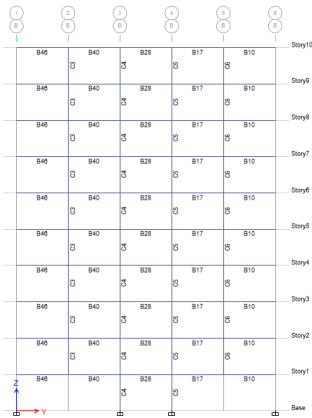 1 2 3 4 5 6
B B B B B B
Story10
B46 B40 B28 B17 B10
C3 C4 C5 C6
Story9
B46 B40 B28 B17 B10
C3 C4 C5 C6
Story8
B46 B40 B28 B17 B10
C3 C4 C5 C6
Story7
B46 B40 B28 B17 B10
C3 C4 C5 C6
Story6
B46 B40 B28 B17 B10
C3 C4 C5 C6
Story5
B46 B40 B28 B17 B10
C3 C4 C5 C6
Story4
B46 B40 B28 B17 B10
C3 C4 C5 C6
Story3
B46 B40 B28 B17 B10
C3 C4 C5 C6
Story2
B46 B40 B28 B17 B10
C3 C4 C5 C6
Story1
B46 B40 B28 B17 B10
Z
C4 C5
Y
Base